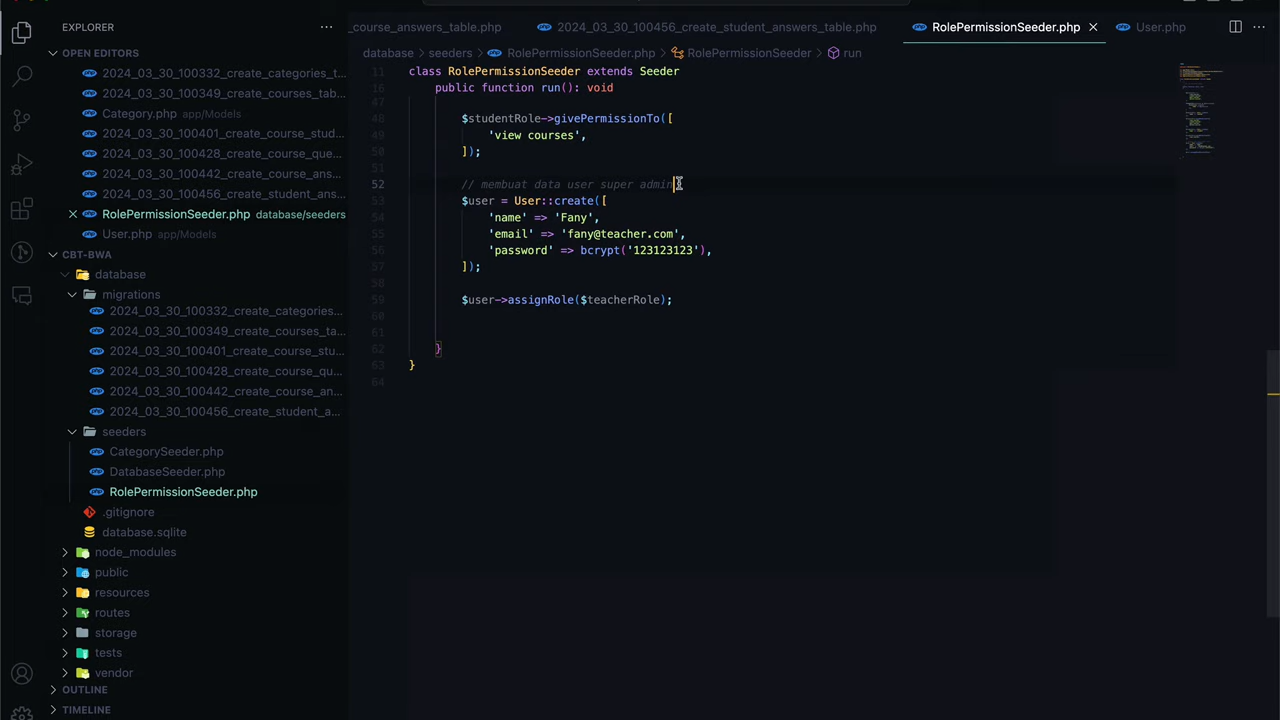 EXPLORER
OPEN EDITORS
2024_03_30_100332_create_categories_t...
2024_03_30_100349_create_courses_tab...
Category.php app/Models
2024_03_30_100401_create_course_stud...
2024_03_30_100428_create_course_que...
2024_03_30_100442_create_course_ans...
2024_03_30_100456_create_student_ans...
RolePermissionSeeder.php database/seeders
User.php app/Models
CBT-BWA
database
migrations
2024_03_30_100332_create_categories...
2024_03_30_100349_create_courses_ta...
2024_03_30_100401_create_course_stu...
2024_03_30_100428_create_course_qu...
2024_03_30_100442_create_course_an...
2024_03_30_100456_create_student_a...
seeders
CategorySeeder.php
DatabaseSeeder.php
RolePermissionSeeder.php
.gitignore
database.sqlite
node_modules
public
resources
routes
storage
tests
vendor
OUTLINE
TIMELINE
_course_answers_table.php
2024_03_30_100456_create_student_answers_table.php
RolePermissionSeeder.php
User.php
database > seeders > RolePermissionSeeder.php > RolePermissionSeeder > run
11 class RolePermissionSeeder extends Seeder
16 public function run(): void
47
48 $studentRole->givePermissionTo([
49 'view courses',
50 ]);
51
52 // membuat data user super admin
53 $user = User::create([
54 'name' => 'Fany',
55 'email' => 'fany@teacher.com',
56 'password' => bcrypt('123123123'),
57 ]);
58
59 $user->assignRole($teacherRole);
60
61
62 }
63 }
64